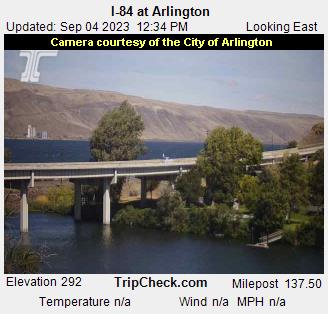 I-84 at Arlington
Updated: Sep 04 2023 12:34 PM Looking East
Camera courtesy of the City of Arlington
Elevation 292 TripCheck.com Milepost 137.50
Temperature n/a Wind n/a MPH n/a